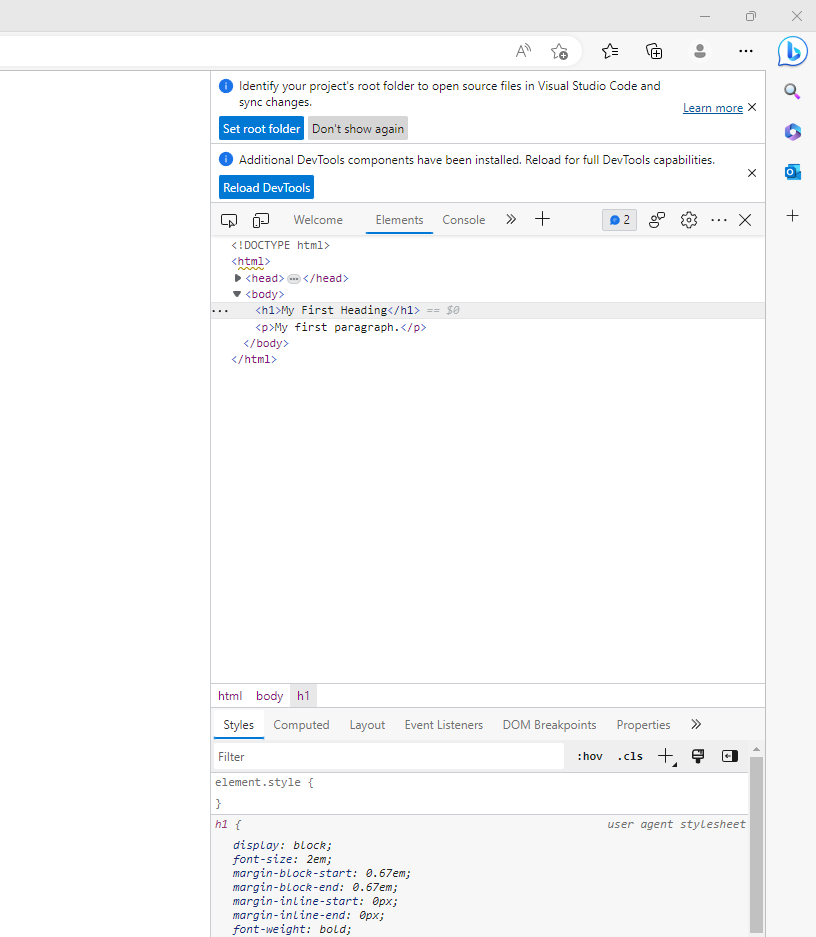 Identify your project's root folder to open source files in Visual Studio Code and
sync changes.
Learn more
Set root folder Don't show again
Additional DevTools components have been installed. Reload for full DevTools capabilities.
Reload DevTools
Welcome Elements Console 2
<!DOCTYPE html>
<html>
<head> ··· </head>
<body>
··· <h1>My First Heading</h1> == $0
<p>My first paragraph.</p>
</body>
</html>
html body h1
Styles Computed Layout Event Listeners DOM Breakpoints Properties
Filter :hov .cls
element.style {
}
h1 { user agent stylesheet
display: block;
font-size: 2em;
margin-block-start: 0.67em;
margin-block-end: 0.67em;
margin-inline-start: 0px;
margin-inline-end: 0px;
font-weight: bold;